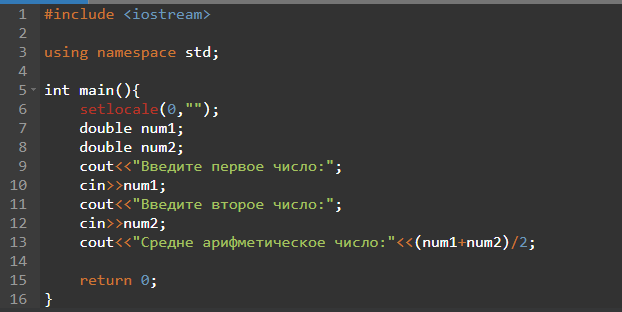 1 #include <iostream>
2
3 using namespace std;
4
5 int main(){
6 setlocale(0,"");
7 double num1;
8 double num2;
9 cout<<"Введите первое число:";
10 cin>>num1;
11 cout<<"Введите второе число:";
12 cin>>num2;
13 cout<<"Средне арифметическое число:"<<(num1+num2)/2;
14
15 return 0;
16 }